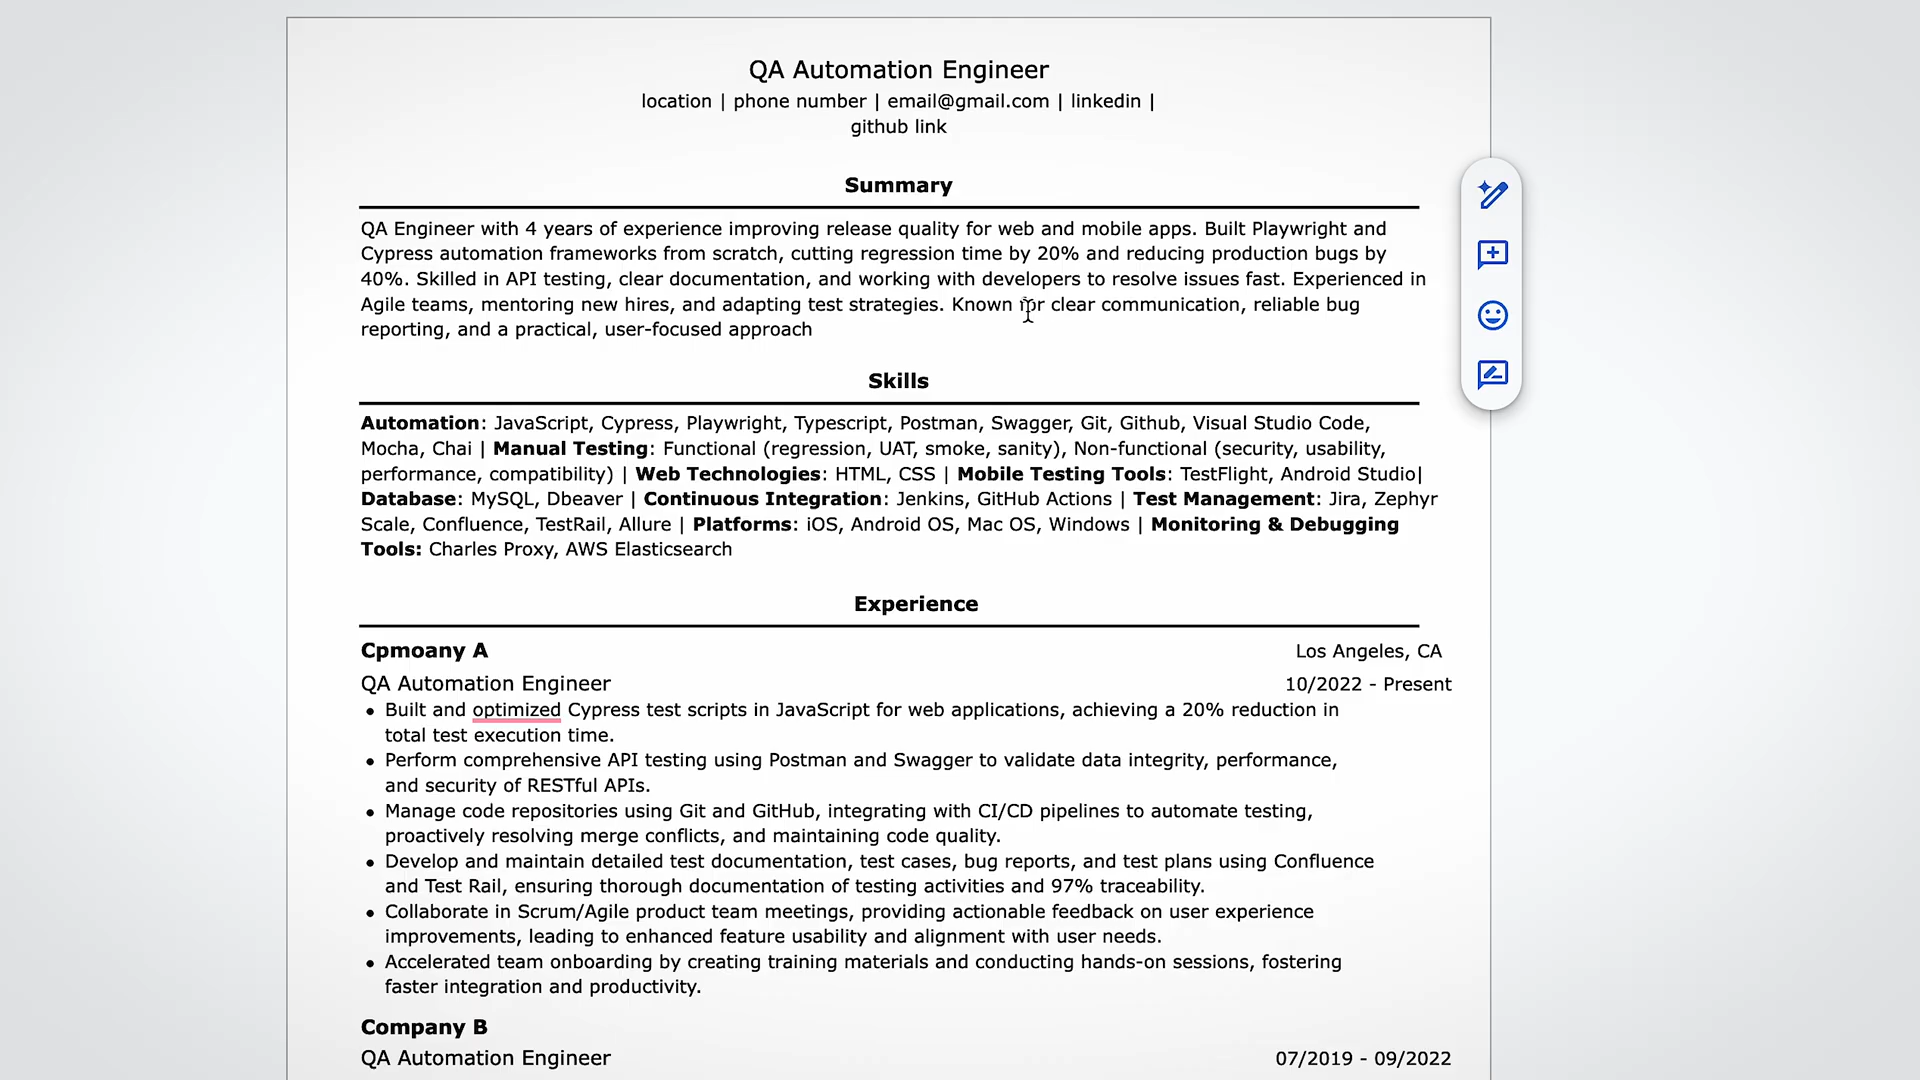 QA Automation Engineer
location | phone number | email@gmail.com | linkedin |
github link
Summary
QA Engineer with 4 years of experience improving release quality for web and mobile apps. Built Playwright and
Cypress automation frameworks from scratch, cutting regression time by 20% and reducing production bugs by
40%. Skilled in API testing, clear documentation, and working with developers to resolve issues fast. Experienced in
Agile teams, mentoring new hires, and adapting test strategies. Known for clear communication, reliable bug
reporting, and a practical, user-focused approach
Skills
Automation: JavaScript, Cypress, Playwright, Typescript, Postman, Swagger, Git, Github, Visual Studio Code,
Mocha, Chai | Manual Testing: Functional (regression, UAT, smoke, sanity), Non-functional (security, usability,
performance, compatibility) | Web Technologies: HTML, CSS | Mobile Testing Tools: TestFlight, Android Studio|
Database: MySQL, Dbeaver | Continuous Integration: Jenkins, GitHub Actions | Test Management: Jira, Zephyr
Scale, Confluence, TestRail, Allure | Platforms: iOS, Android OS, Mac OS, Windows | Monitoring & Debugging
Tools: Charles Proxy, AWS Elasticsearch
Experience
Cpmoany A Los Angeles, CA
QA Automation Engineer 10/2022 - Present
• Built and optimized Cypress test scripts in JavaScript for web applications, achieving a 20% reduction in
total test execution time.
• Perform comprehensive API testing using Postman and Swagger to validate data integrity, performance,
and security of RESTful APIs.
• Manage code repositories using Git and GitHub, integrating with CI/CD pipelines to automate testing,
proactively resolving merge conflicts, and maintaining code quality.
• Develop and maintain detailed test documentation, test cases, bug reports, and test plans using Confluence
and Test Rail, ensuring thorough documentation of testing activities and 97% traceability.
• Collaborate in Scrum/Agile product team meetings, providing actionable feedback on user experience
improvements, leading to enhanced feature usability and alignment with user needs.
• Accelerated team onboarding by creating training materials and conducting hands-on sessions, fostering
faster integration and productivity.
Company B
QA Automation Engineer 07/2019 - 09/2022